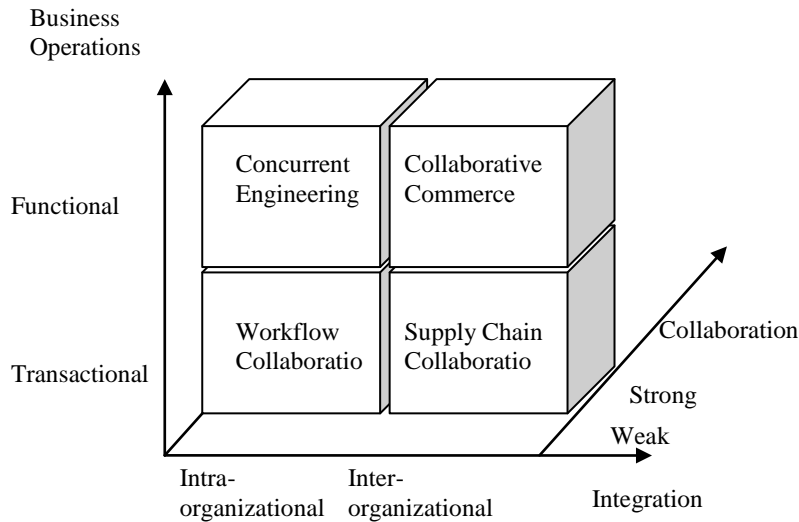 Business
Operations
Concurrent
Engineering
Collaborative
Commerce
Functional
Workflow
Collaboratio
Supply Chain
Collaboratio
Collaboration
Transactional
Strong
Weak
Intra-
organizational
Inter-
organizational
Integration